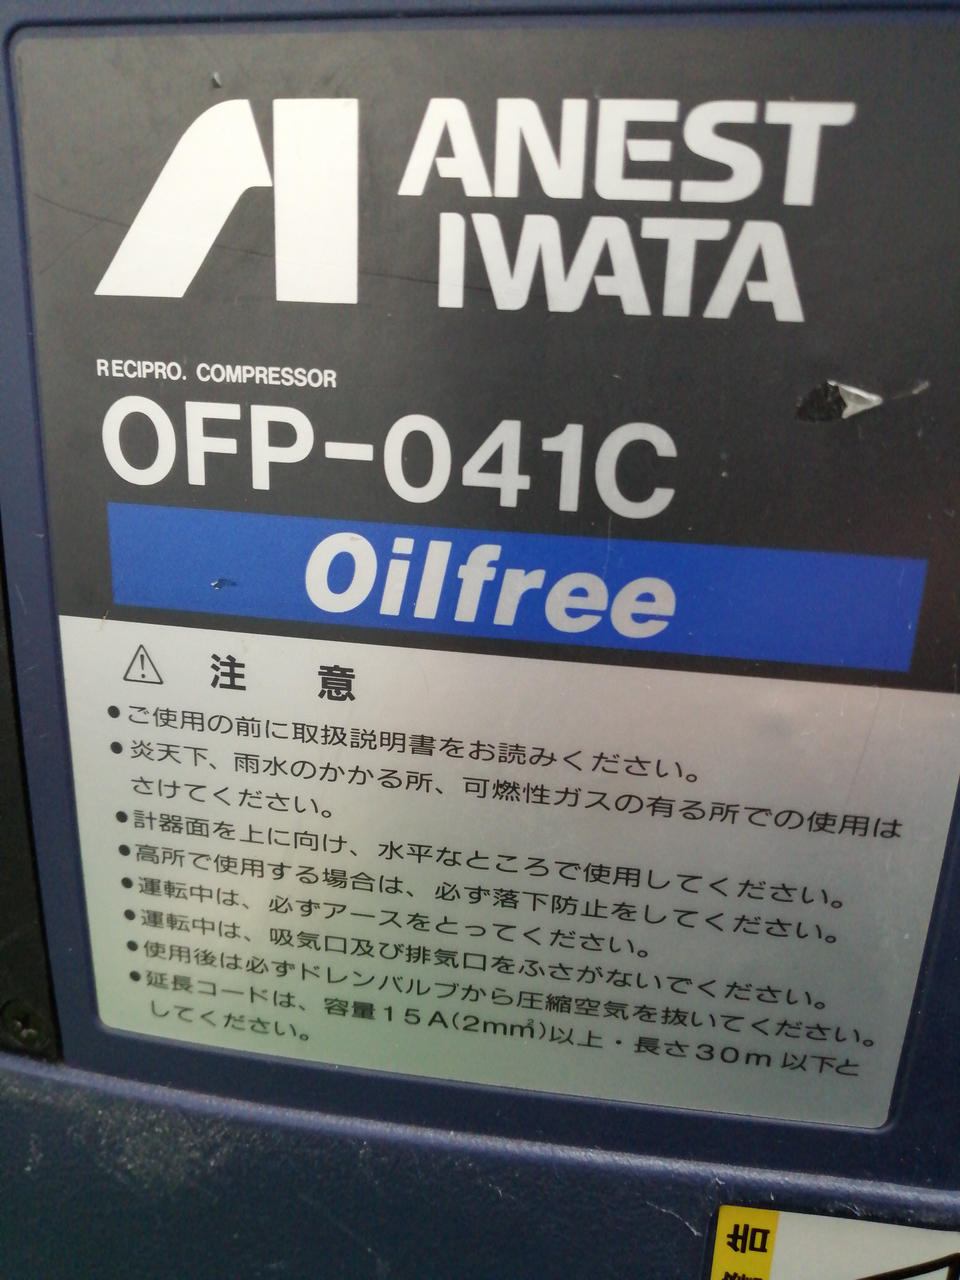 ANEST
IWATA
RECIPRO. COMPRESSOR
OFP-041C
Oilfree
⚠ 注 意
●ご使用の前に取扱説明書をお読みください。
●炎天下、雨水のかかる所、可燃性ガスの有る所での使用は
さけてください。
●計器面を上に向け、水平なところで使用してください。
●高所で使用する場合は、必ず落下防止をしてください。
●運転中は、必ずアースをとってください。
●運転中は、吸気口及び排気口をふさがないでください。
●使用後は必ずドレンバルブから圧縮空気を抜いてください。
●延長コードは、容量15A(2mm²)以上・長さ30m以下と
してください。
告